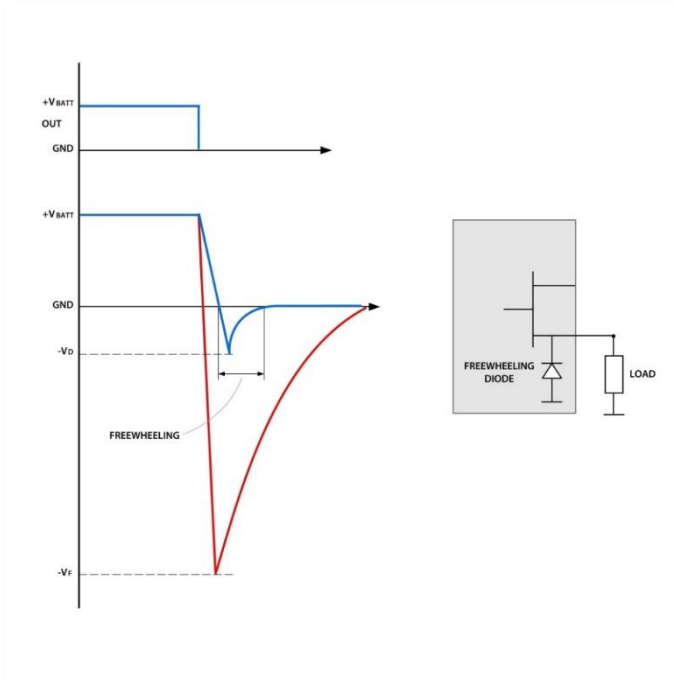 +VBATT
OUT
GND
+VBATT
GND
-VD
FREEWHEELING
-VF
FREEWHEELING
DIODE
LOAD